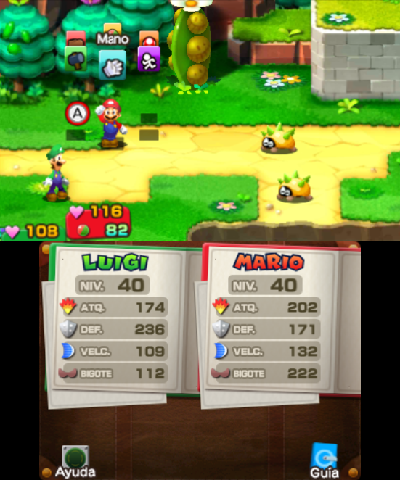 Mano
A
108
116
82
LUIGI
NIV. 40
ATQ. 174
DEF. 236
VELC. 109
BIGOTE 112
MARIO
NIV. 40
ATQ. 202
DEF. 171
VELC. 132
BIGOTE 222
Ayuda
Guía